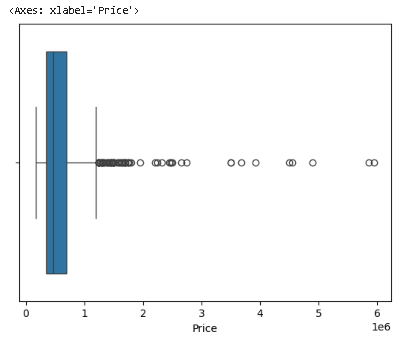 <Axes: xlabel='Price'>
0 1 2 3 4 5 6
1e6
Price